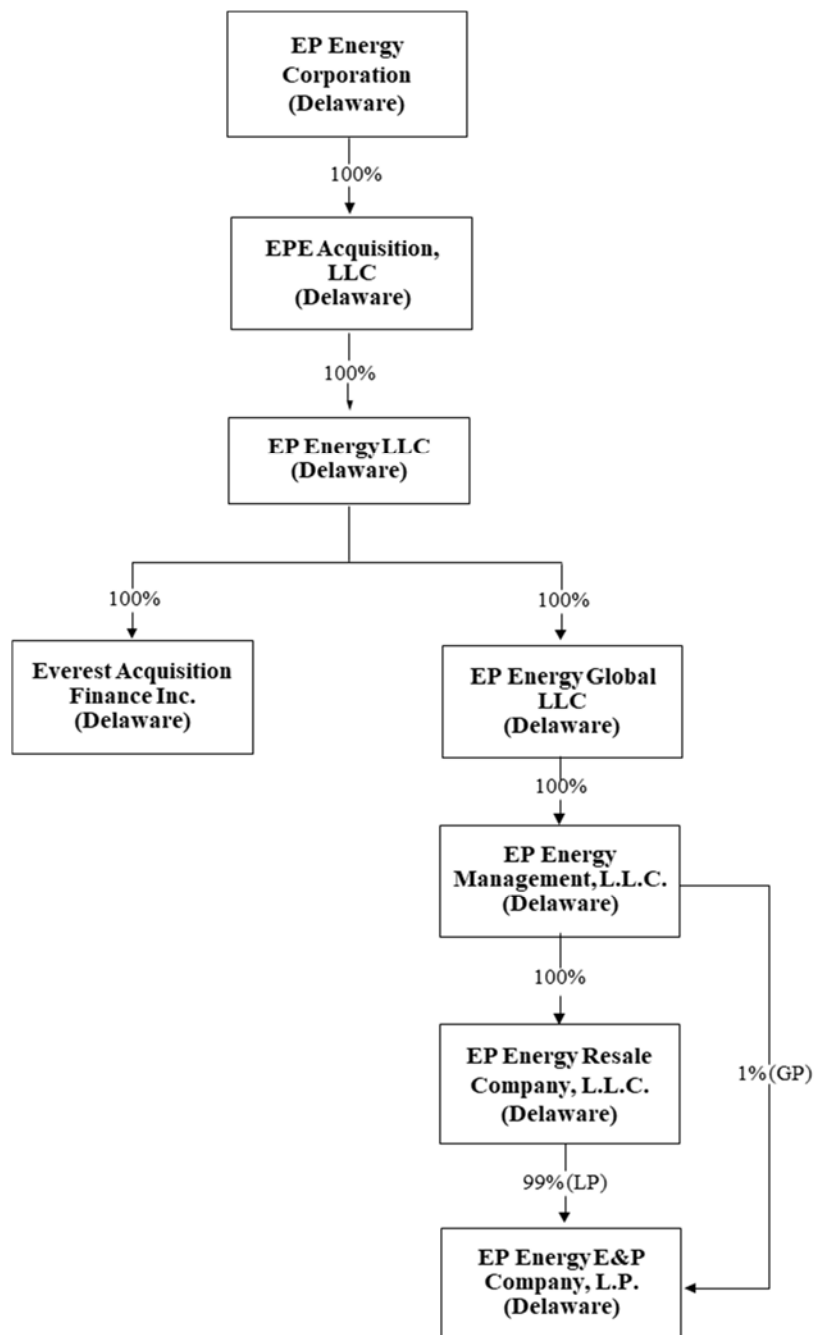 EP Energy
Corporation
(Delaware)
100%
EPE Acquisition,
LLC
(Delaware)
100%
EP Energy LLC
(Delaware)
100%
100%
Everest Acquisition
Finance Inc.
(Delaware)
EP Energy Global
LLC
(Delaware)
100%
EP Energy
Management, L.L.C.
(Delaware)
100%
EP Energy Resale
Company, L.L.C.
(Delaware)
1% (GP)
99% (LP)
EP Energy E&P
Company, L.P.
(Delaware)